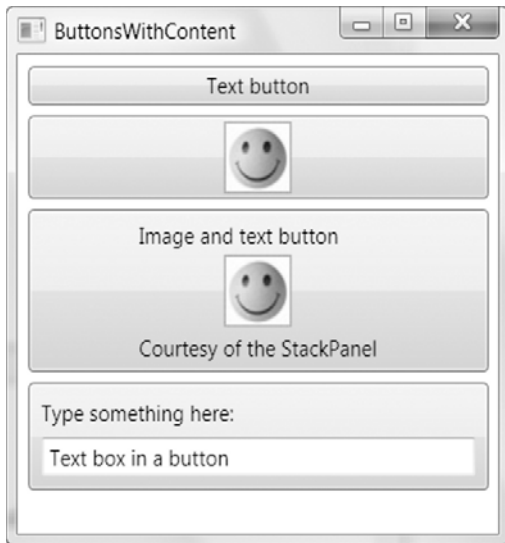 ButtonsWithContent
Text button
Image and text button
Courtesy of the StackPanel
Type something here:
Text box in a button